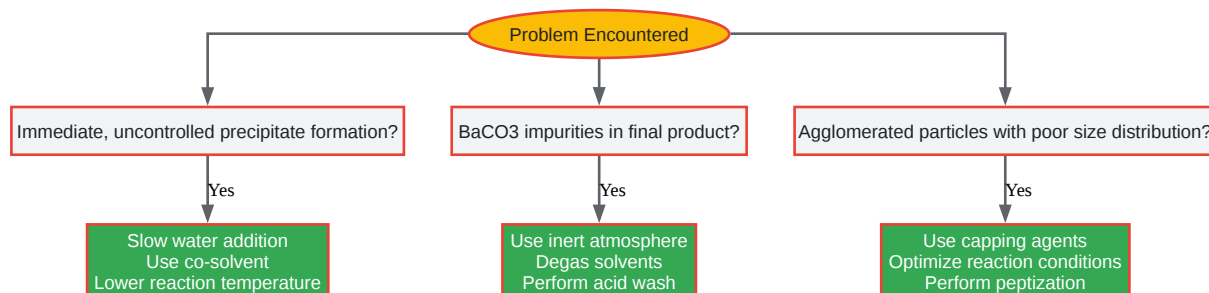 Problem Encountered
Immediate, uncontrolled precipitate formation?
BaCO3 impurities in final product?
Agglomerated particles with poor size distribution?
Yes
Yes
Yes
Slow water addition
Use co-solvent
Lower reaction temperature
Use inert atmosphere
Degas solvents
Perform acid wash
Use capping agents
Optimize reaction conditions
Perform peptization